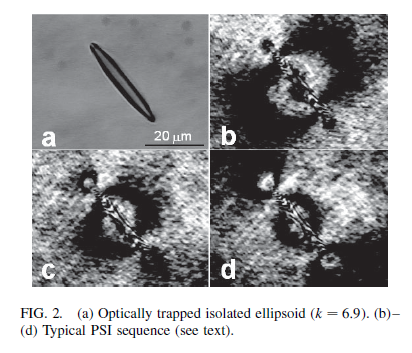 a
20 μm
b
c
d
FIG. 2. (a) Optically trapped isolated ellipsoid (k = 6.9). (b)–
(d) Typical PSI sequence (see text).